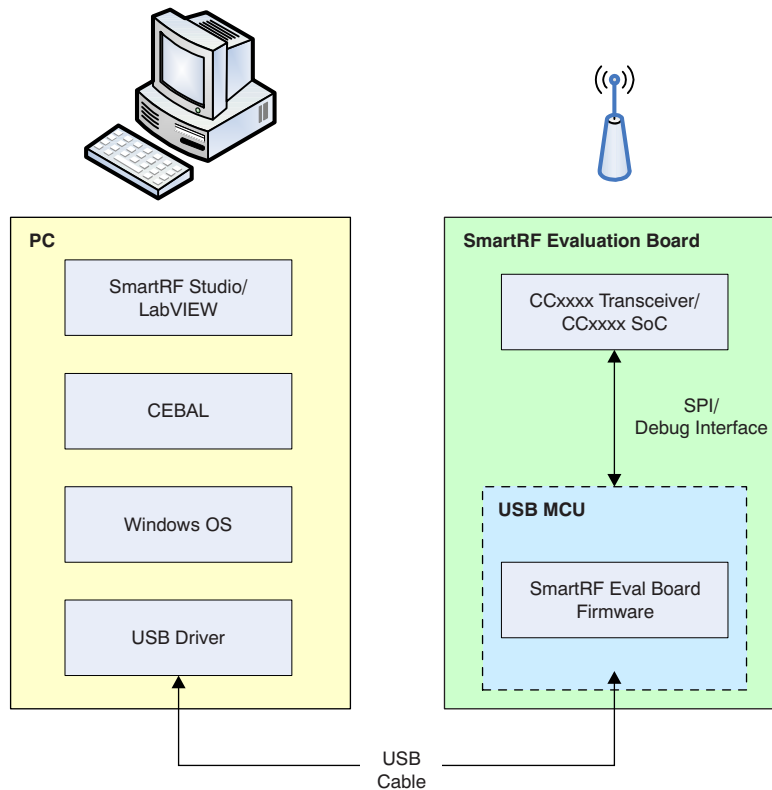 PC
SmartRF Studio/
LabVIEW
CEBAL
Windows OS
USB Driver
SmartRF Evaluation Board
CCxxxx Transceiver/
CCxxxx SoC
SPI/
Debug Interface
USB MCU
SmartRF Eval Board
Firmware
USB
Cable